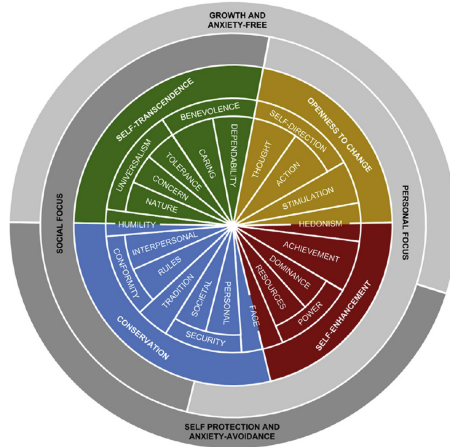 GROWTH AND
ANXIETY-FREE
SELF-TRANSCENDENCE
OPENNESS TO CHANGE
BENEVOLENCE
SELF-DIRECTION
UNIVERSALISM
TOLERANCE
CARING
DEPENDABILITY
THOUGHT
ACTION
CONCERN
NATURE
STIMULATION
HUMILITY
HEDONISM
SOCIAL FOCUS
PERSONAL FOCUS
INTERPERSONAL
RULES
CONFORMITY
TRADITION
SOCIETAL
PERSONAL
SECURITY
FACE
ACHIEVEMENT
DOMINANCE
RESOURCES
POWER
CONSERVATION
SELF-ENHANCEMENT
SELF PROTECTION AND
ANXIETY-AVOIDANCE